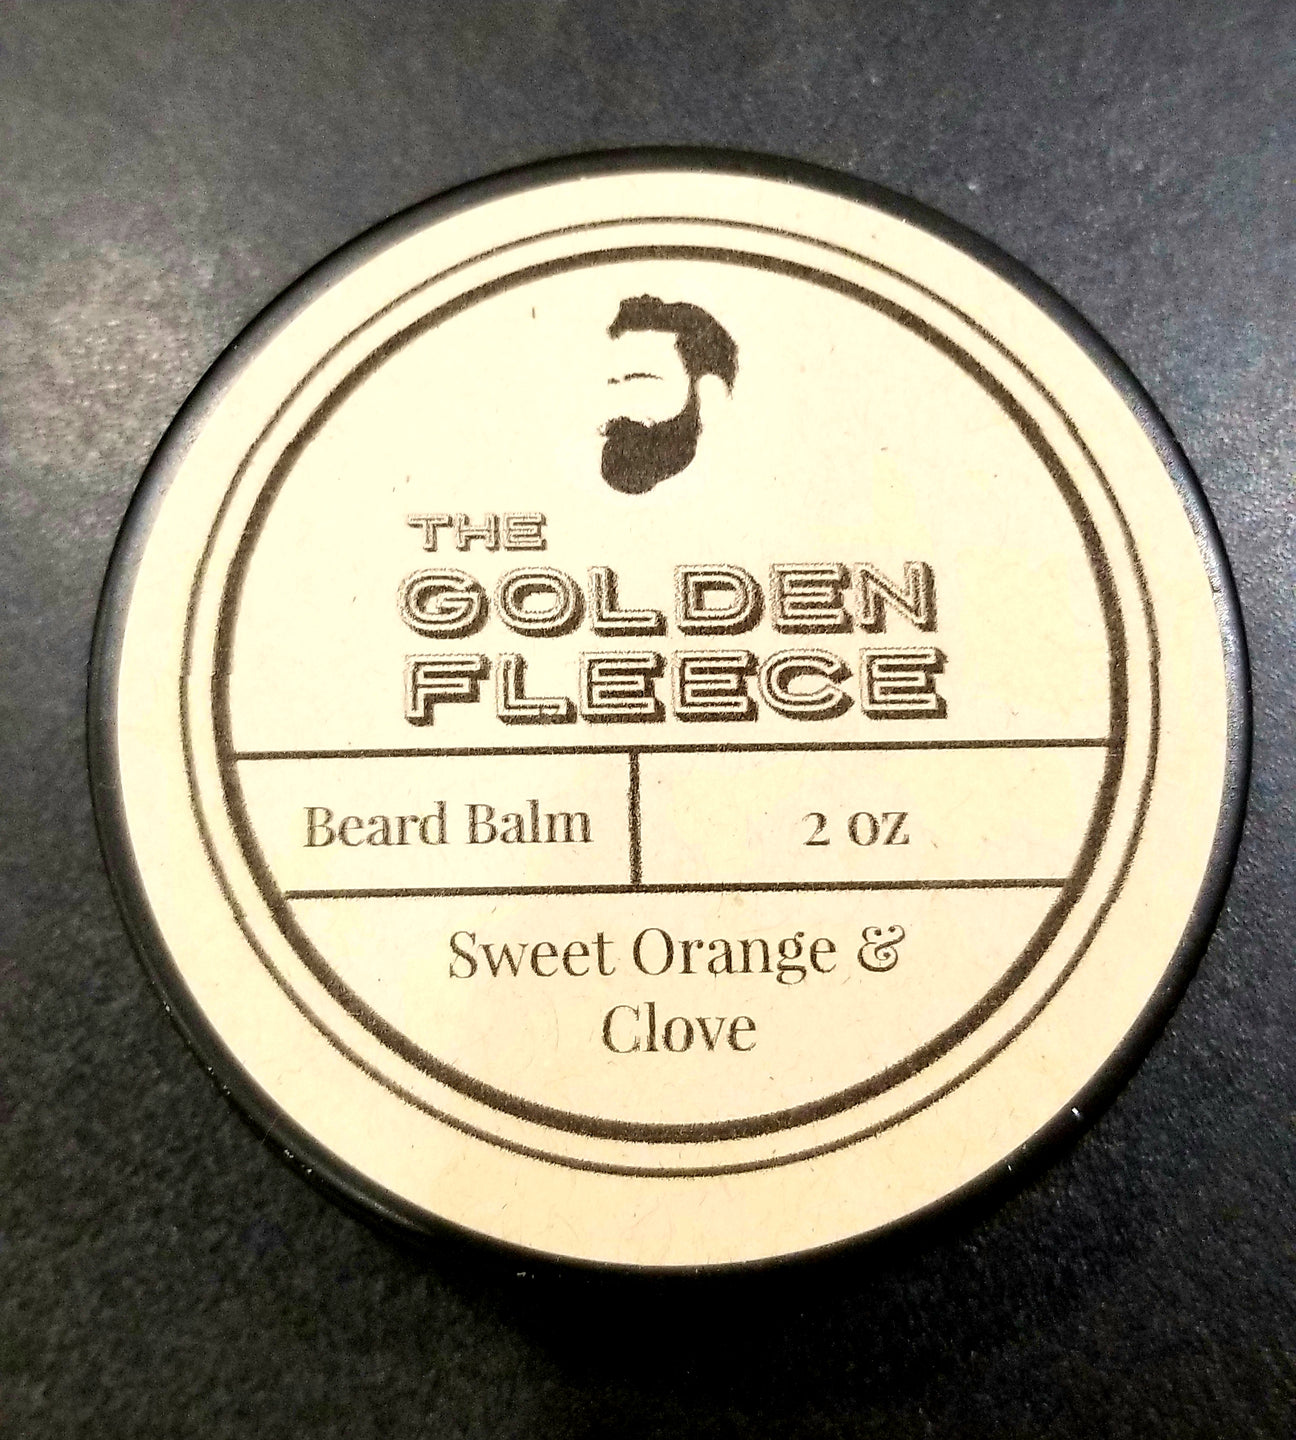 THE
GOLDEN
FLEECE
Beard Balm
2 oz
Sweet Orange &
Clove